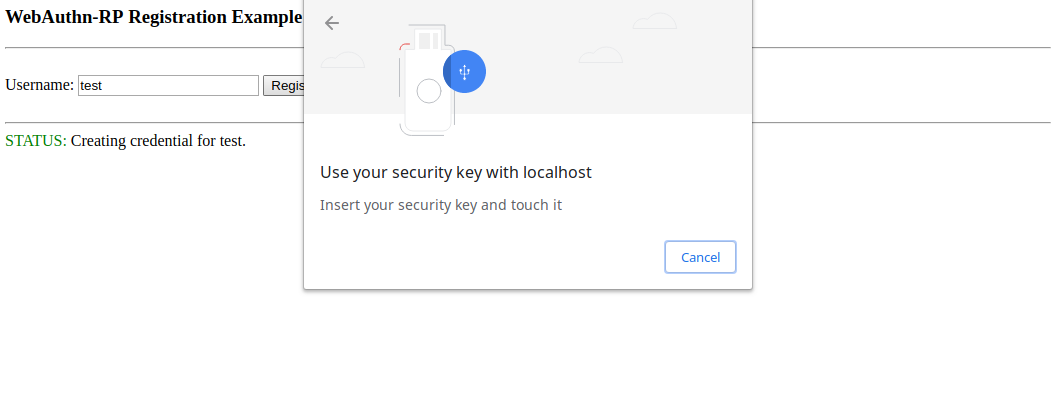 WebAuthn-RP Registration Example
Username: test Regis
STATUS: Creating credential for test.
Use your security key with localhost
Insert your security key and touch it
Cancel